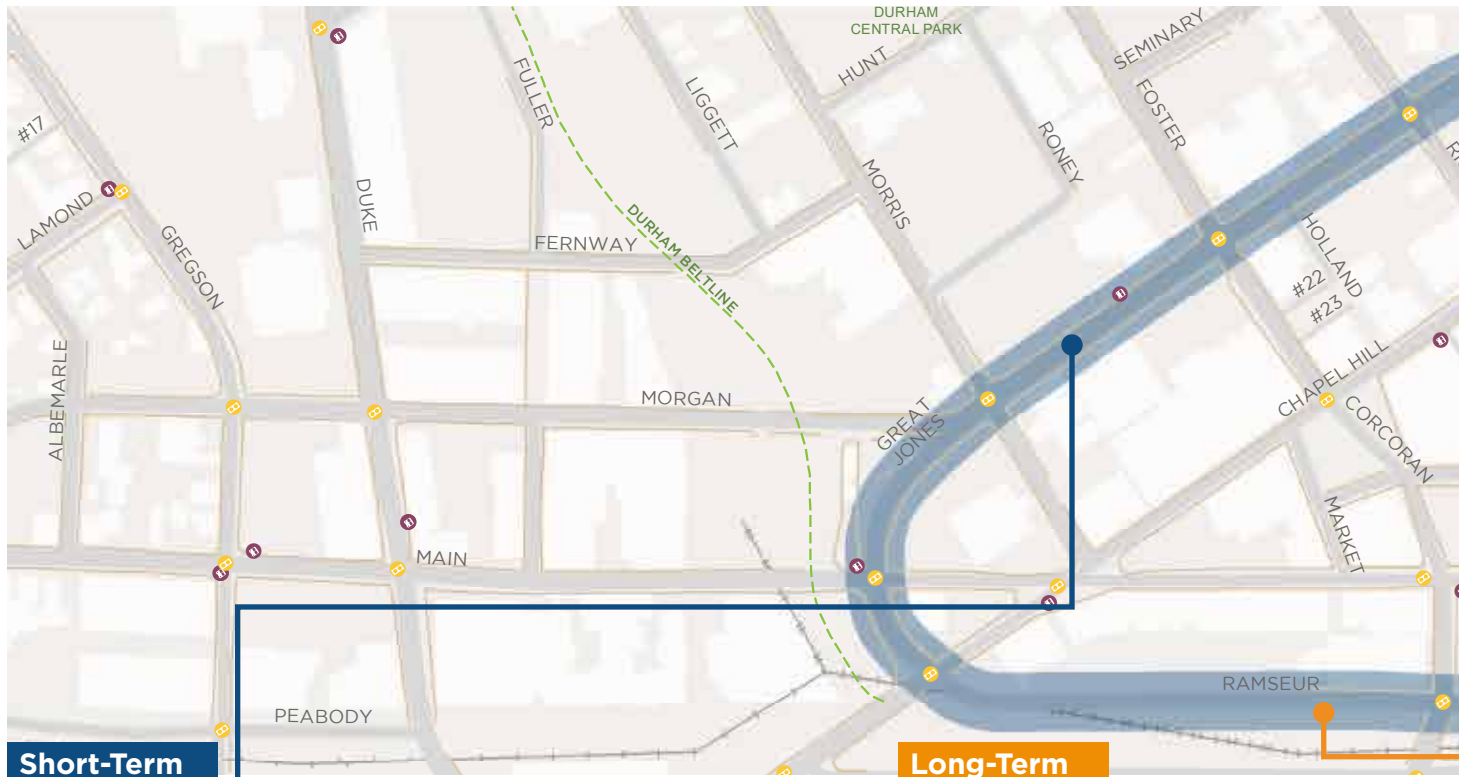 DURHAM
CENTRAL PARK
SEMINARY
HUNT
FULLER
LIGGETT
FOSTER
#17
RONEY
DUKE
MORRIS
LAMOND
GREGSON
DURHAM BELTLINE
FERNWAY
HOLLAND
#22
#23
ALBEMARLE
MORGAN
CHAPEL HILL
GREAT
JONES
CORCORAN
MARKET
MAIN
RAMSEUR
PEABODY
Short-Term
Long-Term